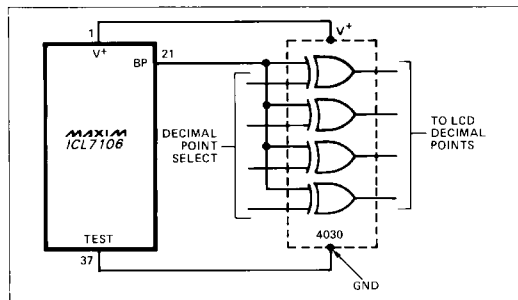 1
V+
V+
21
BP
MAXIM
ICL7106
DECIMAL
POINT
SELECT
TO LCD
DECIMAL
POINTS
TEST
4030
37
GND